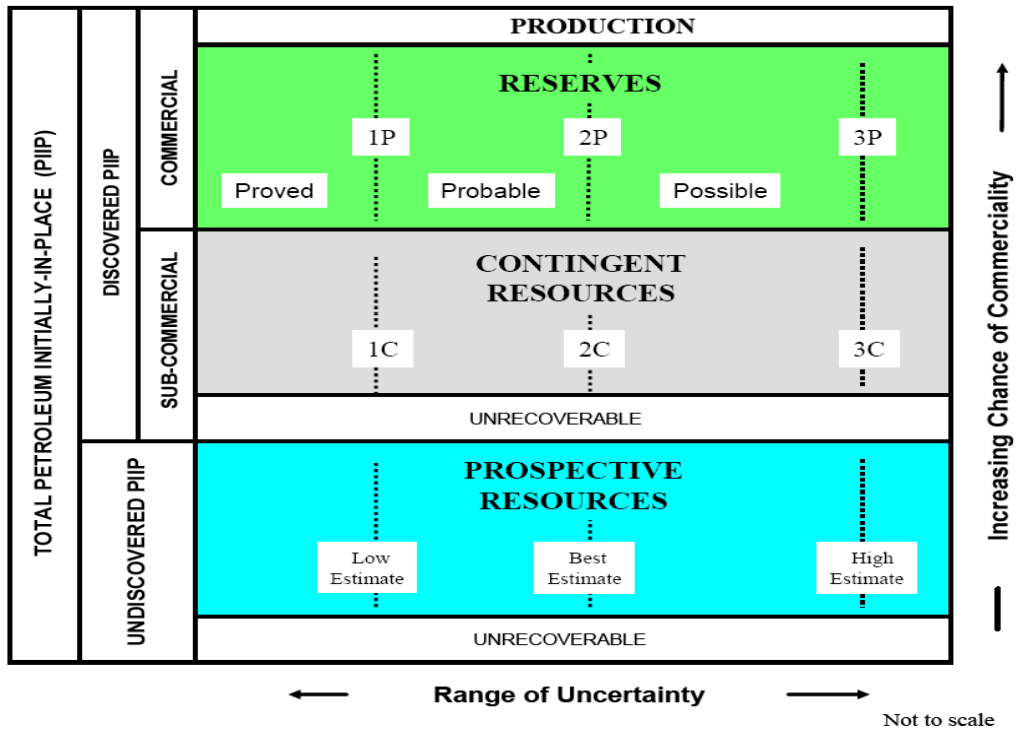 TOTAL PETROLEUM INITIALLY-IN-PLACE (PIIP)
DISCOVERED PIIP
UNDISCOVERED PIIP
COMMERCIAL
SUB-COMMERCIAL
PRODUCTION
RESERVES
1P 2P 3P
Proved Probable Possible
CONTINGENT
RESOURCES
1C 2C 3C
UNRECOVERABLE
PROSPECTIVE
RESOURCES
Low
Estimate
Best
Estimate
High
Estimate
UNRECOVERABLE
Increasing Chance of Commerciality
Range of Uncertainty
Not to scale